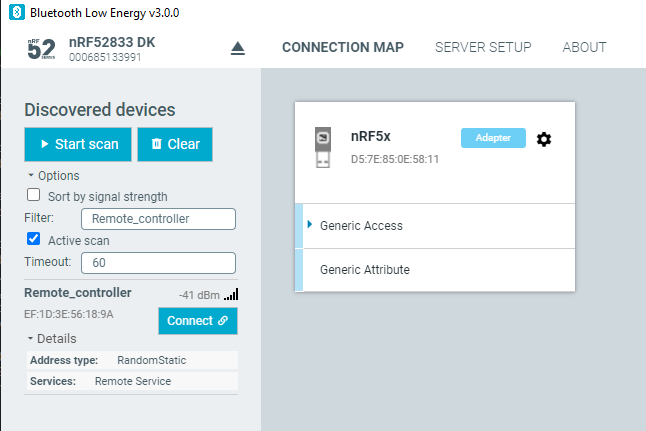 Bluetooth Low Energy v3.0.0
nRF
52
SERIES
nRF52833 DK
000685133991
CONNECTION MAP
SERVER SETUP
ABOUT
Discovered devices
Start scan
Clear
Options
Sort by signal strength
Filter:
Remote_controller
Active scan
Timeout:
60
Remote_controller
-41 dBm
EF:1D:3E:56:18:9A
Connect
Details
Address type: RandomStatic
Services: Remote Service
nRF5x
Adapter
D5:7E:85:0E:58:11
Generic Access
Generic Attribute